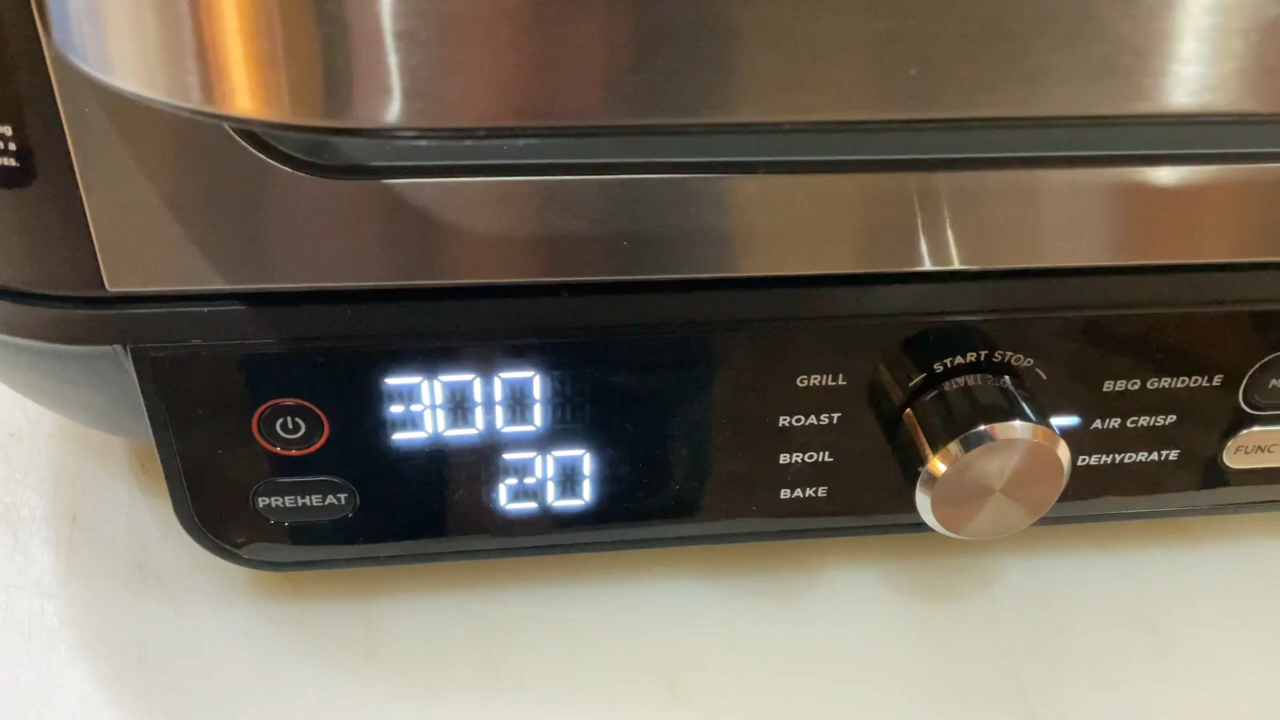 300
20
PREHEAT
GRILL
ROAST
BROIL
BAKE
START STOP
BBQ GRIDDLE
AIR CRISP
DEHYDRATE